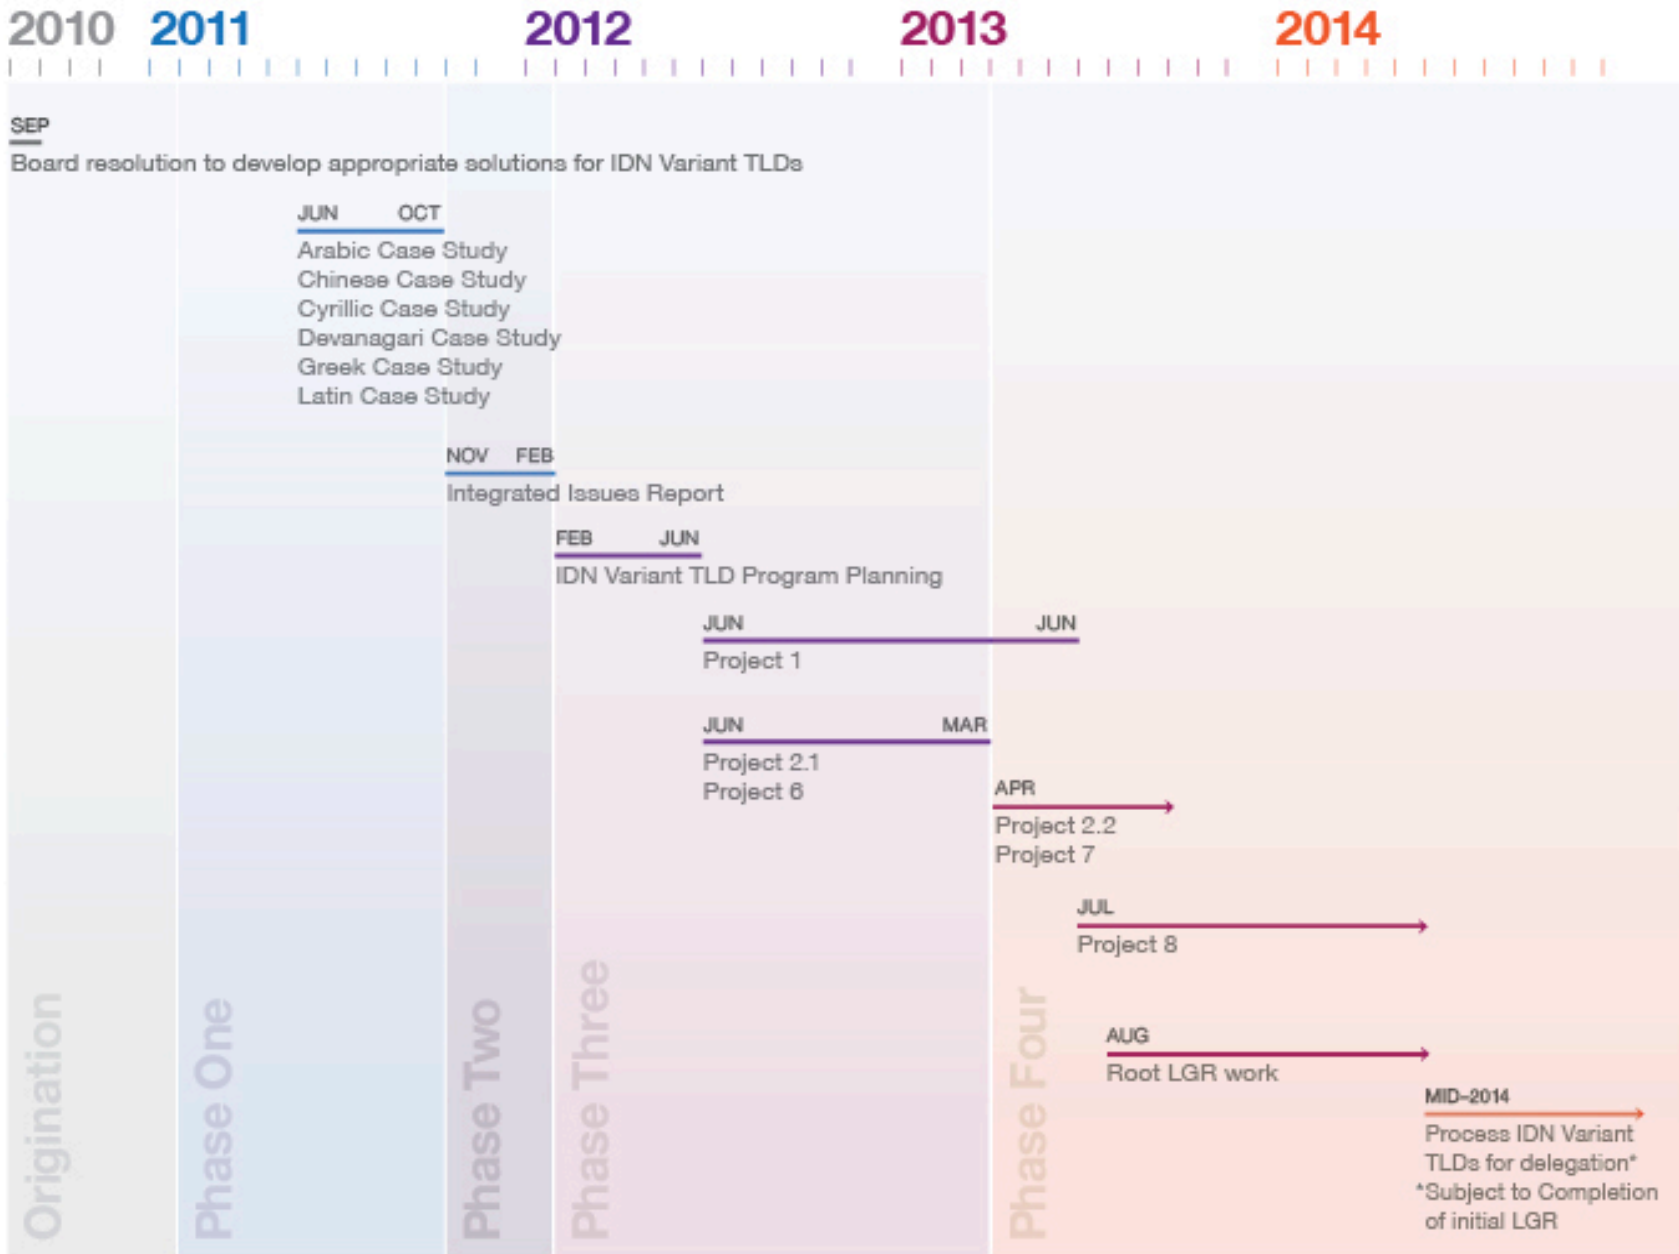 2010 2011 2012 2013 2014
SEP
Board resolution to develop appropriate solutions for IDN Variant TLDs
JUN OCT
Arabic Case Study
Chinese Case Study
Cyrillic Case Study
Devanagari Case Study
Greek Case Study
Latin Case Study
NOV FEB
Integrated Issues Report
FEB JUN
IDN Variant TLD Program Planning
JUN JUN
Project 1
JUN MAR
Project 2.1
Project 6
APR
Project 2.2
Project 7
JUL
Project 8
AUG
Root LGR work
MID–2014
Process IDN Variant
TLDs for delegation*
*Subject to Completion
of initial LGR
Origination
Phase One
Phase Two
Phase Three
Phase Four